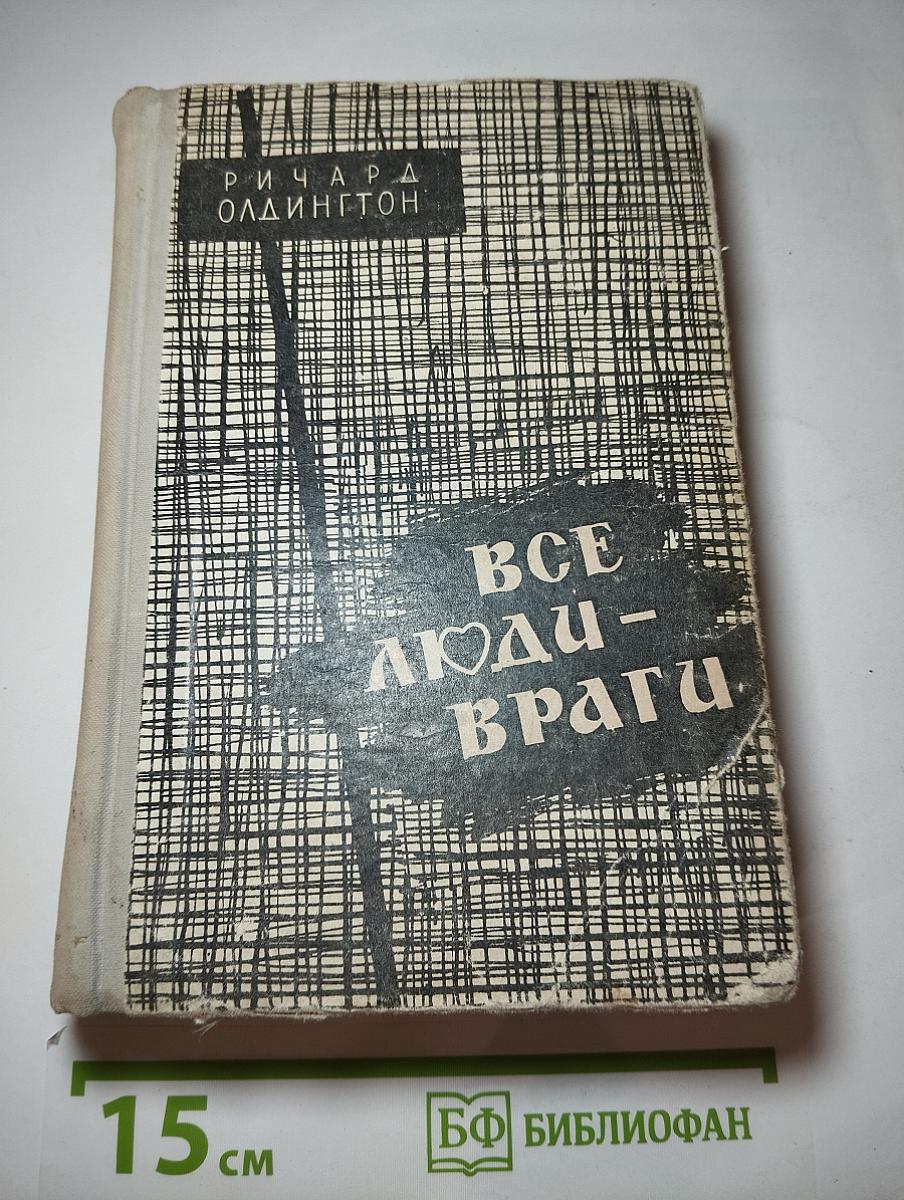 РИЧАРД
ОЛДИНГТОН
ВСЕ
ЛЮДИ-
ВРАГИ
15 см
БФ БИБЛИОФАН